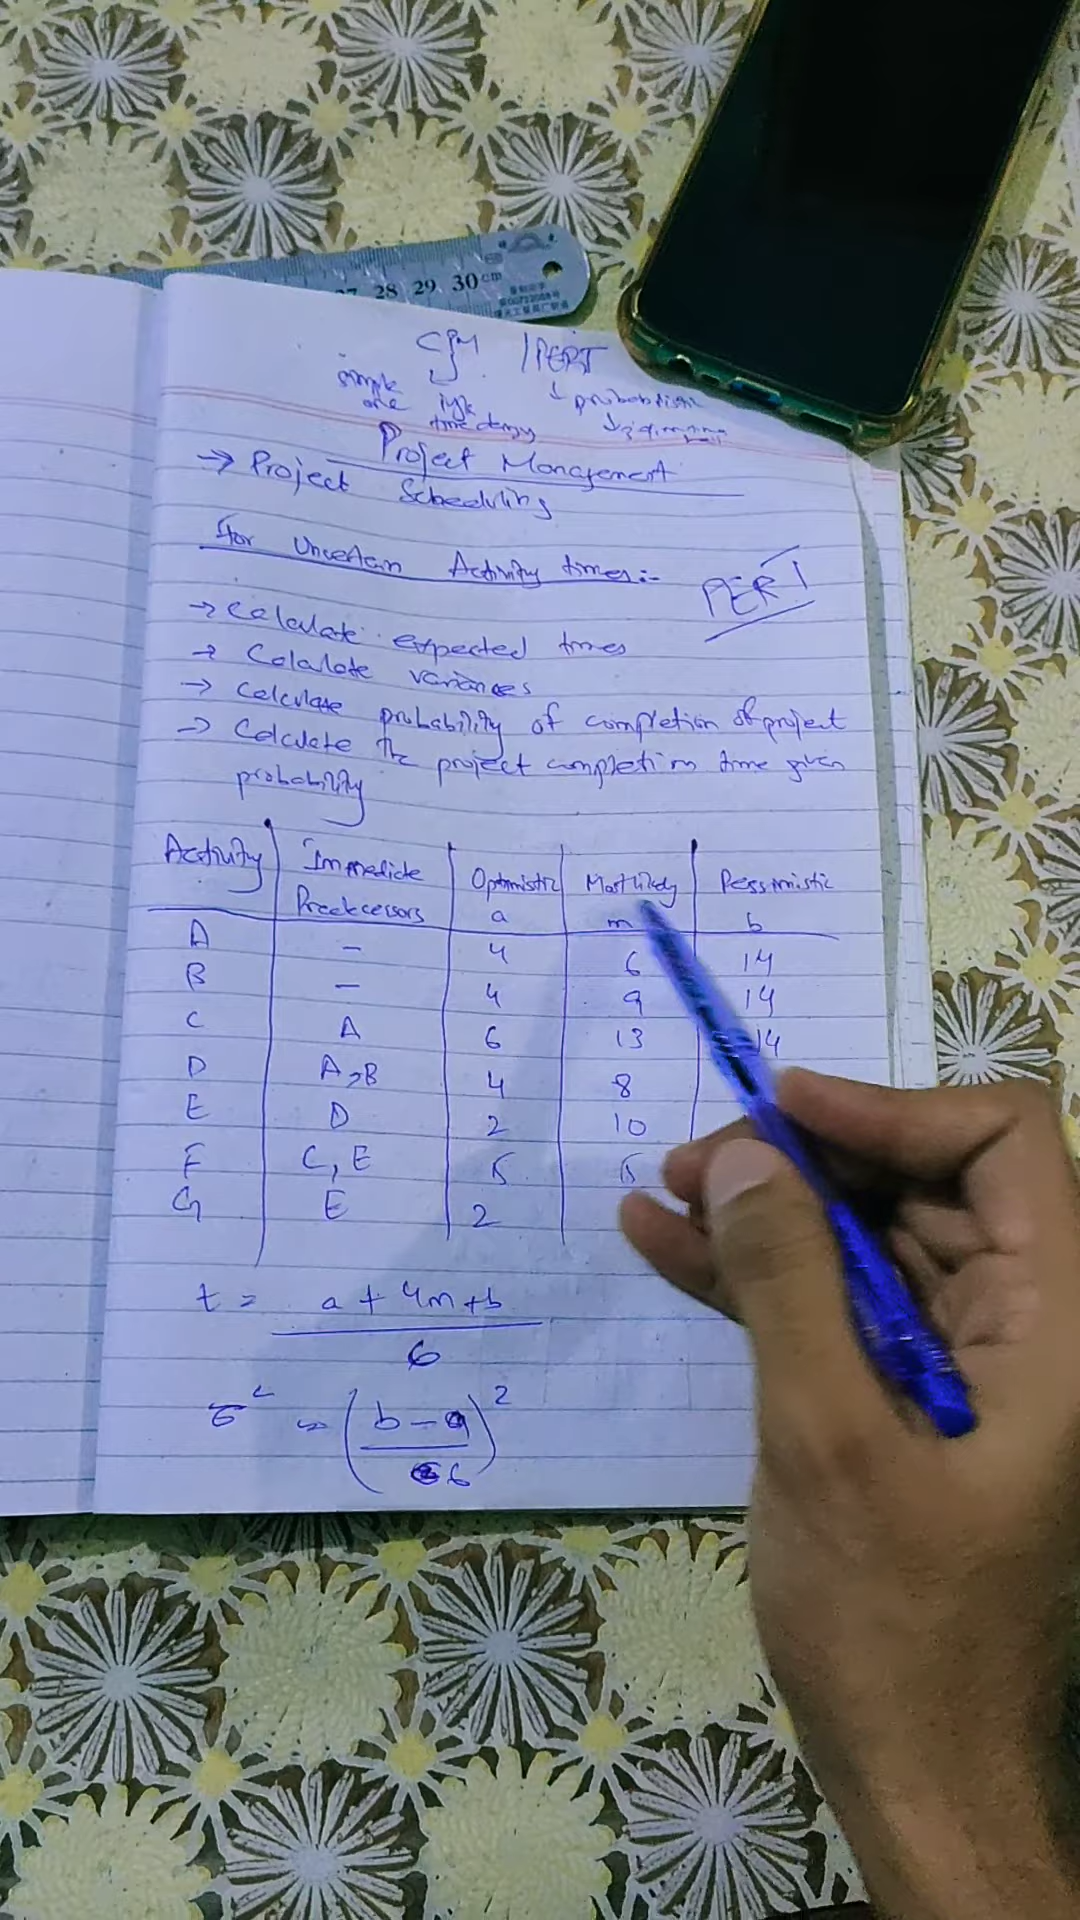 28 29 30 cm
CPM /PERT
simple
one
time
Project Management
→ Project Scheduling
For Uncertain Activity times:-
PERT
→ Calculate expected times
→ Calculate variances
→ Calculate probability of completion of project
→ Calculate the project completion time given
probability
Activity Immediate Optimistic Most likely Pessimistic
Predecessors a m b
A – 4 6 14
B – 4 9 14
C A 6 13 14
D A,B 4 8
E D 2 10
F C, E 5 15
G E 2
t = a + 4m + b
6
σ² = (b - a)²
6